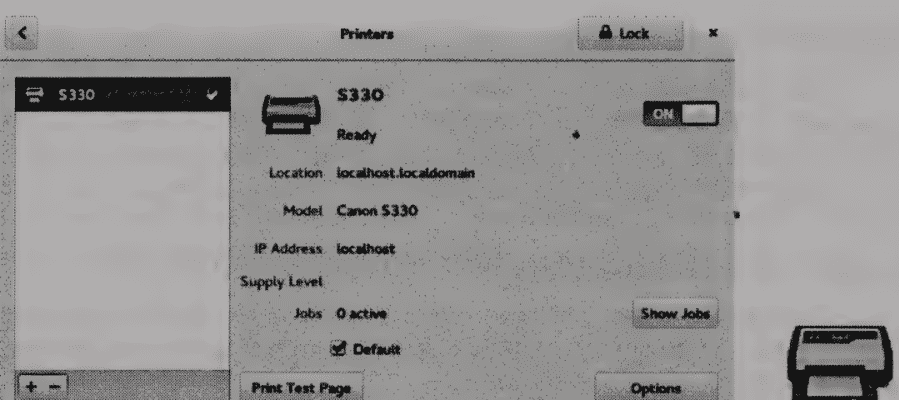 Printers
Lock
S330
S330
ON
Ready
Location localhost.localdomain
Model Canon S330
IP Address localhost
Supply Level
Jobs 0 active
Show Jobs
Default
Print Test Page
Options